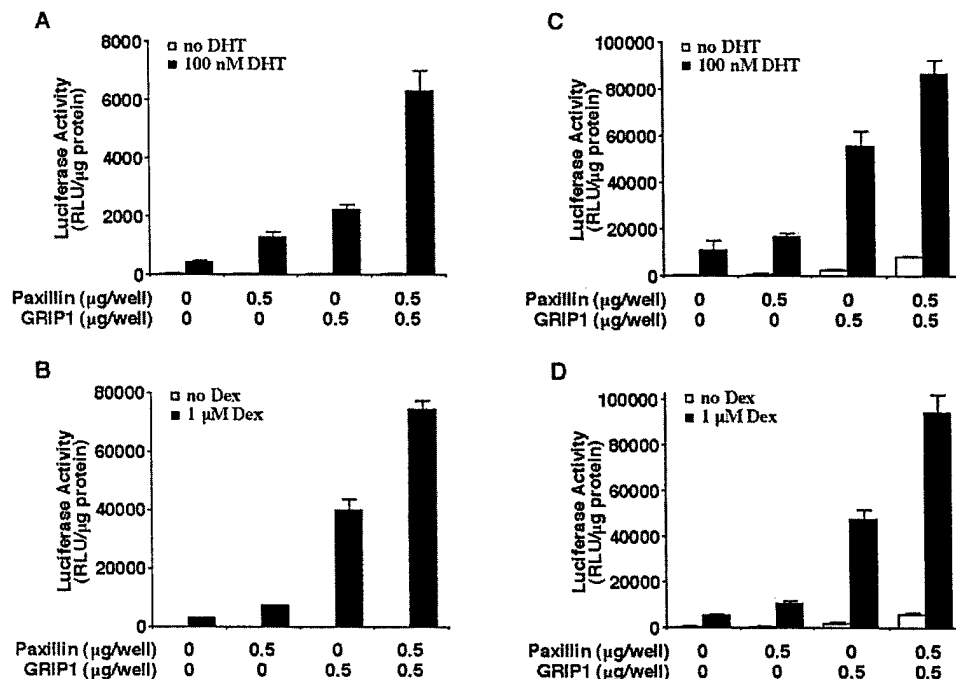 A
8000
6000
4000
2000
0
Luciferase Activity
(RLU/µg protein)
no DHT
100 nM DHT
Paxillin (µg/well) 0 0.5 0 0.5
GRIP1 (µg/well) 0 0 0.5 0.5
C
100000
80000
60000
40000
20000
0
Luciferase Activity
(RLU/µg protein)
no DHT
100 nM DHT
Paxillin (µg/well) 0 0.5 0 0.5
GRIP1 (µg/well) 0 0 0.5 0.5
B
80000
60000
40000
20000
0
Luciferase Activity
(RLU/µg protein)
no Dex
1 µM Dex
Paxillin (µg/well) 0 0.5 0 0.5
GRIP1 (µg/well) 0 0 0.5 0.5
D
100000
80000
60000
40000
20000
0
Luciferase Activity
(RLU/µg protein)
no Dex
1 µM Dex
Paxillin (µg/well) 0 0.5 0 0.5
GRIP1 (µg/well) 0 0 0.5 0.5